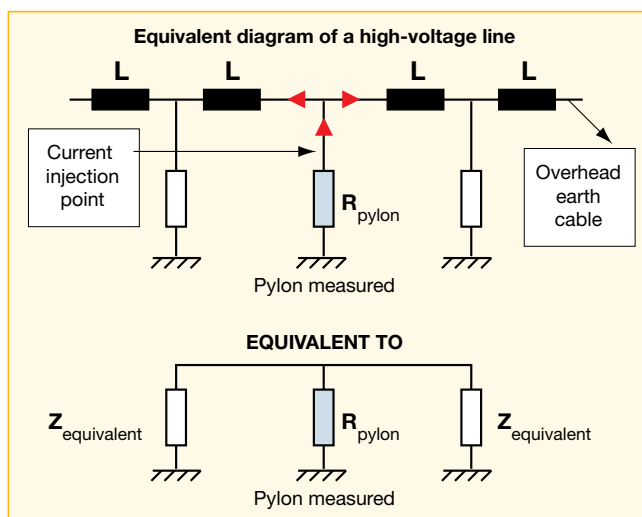 Equivalent diagram of a high-voltage line
L
L
L
L
Current
injection
point
R pylon
Overhead
earth
cable
Pylon measured
EQUIVALENT TO
Z equivalent
R pylon
Z equivalent
Pylon measured